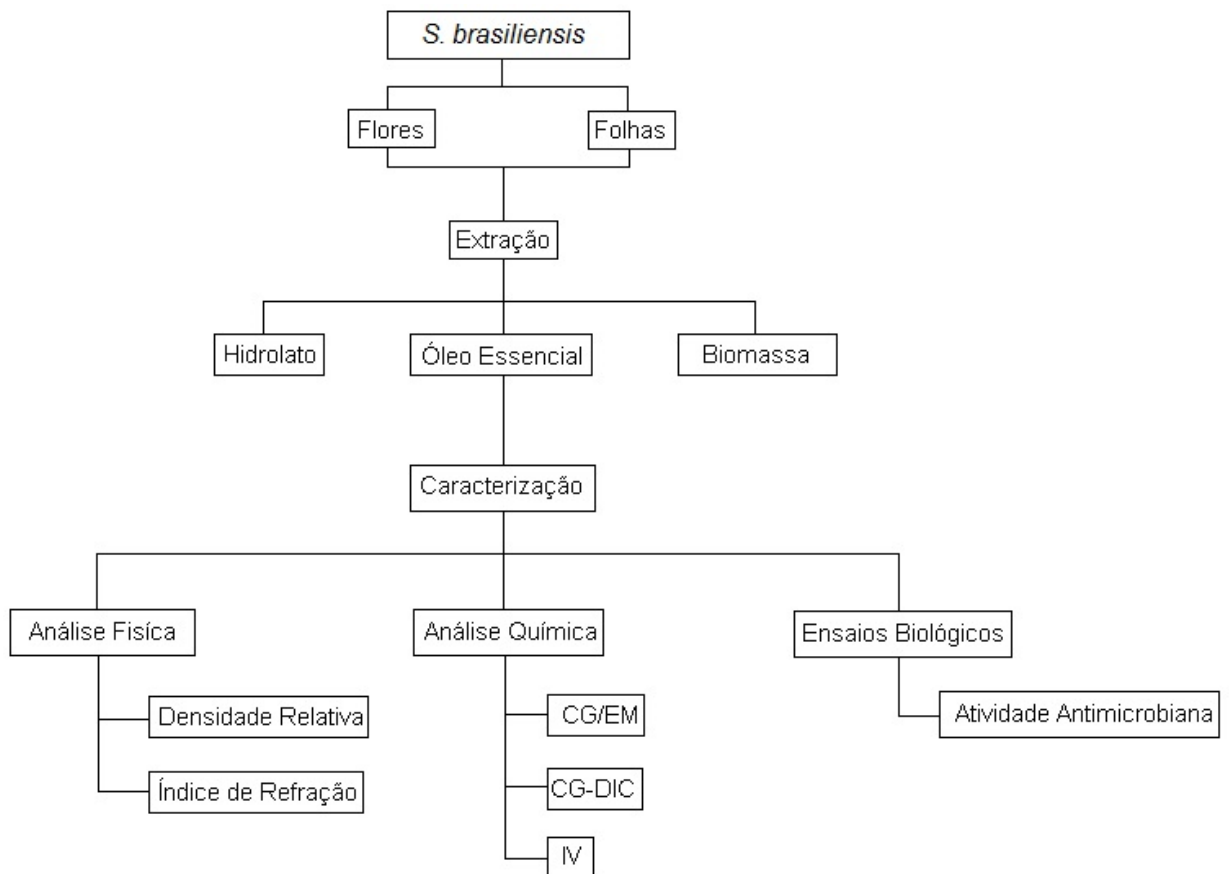 S. brasiliensis
Flores
Folhas
Extração
Hidrolato
Óleo Essencial
Biomassa
Caracterização
Análise Fisíca
Análise Química
Ensaios Biológicos
Densidade Relativa
CG/EM
Atividade Antimicrobiana
Índice de Refração
CG-DIC
IV